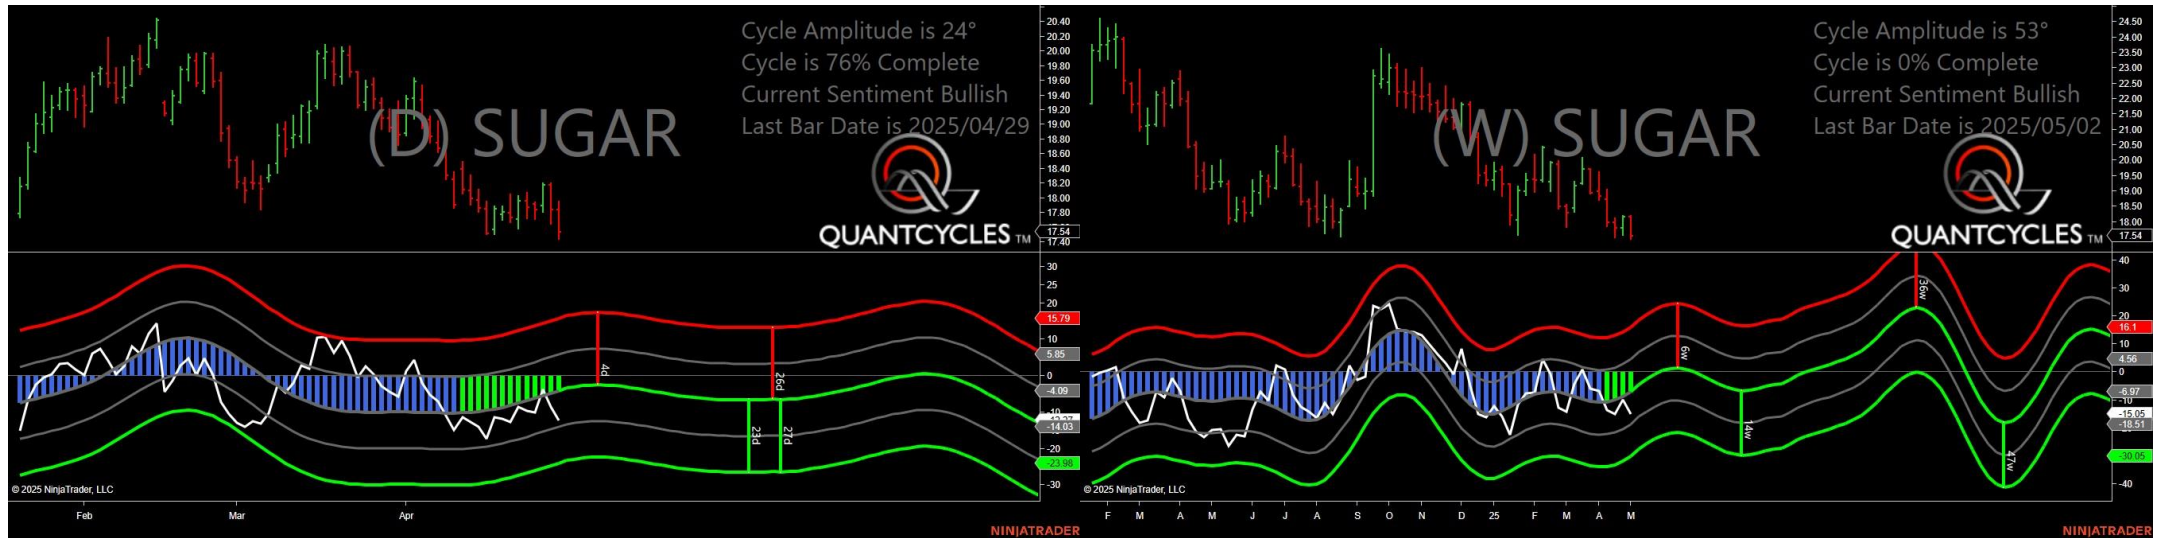 Cycle Amplitude is 24°
Cycle is 76% Complete
Current Sentiment Bullish
Last Bar Date is 2025/04/29
(D) SUGAR
QUANTCYCLES TM
20.40
20.20
20.00
19.80
19.60
19.40
19.20
19.00
18.80
18.60
18.40
18.20
18.00
17.80
17.54
17.40
30
25
20
15.79
10
5.85
0
-4.09
-14.03
-20
-23.98
-30
4d
26d
23d
27d
© 2025 NinjaTrader, LLC
Feb Mar Apr
NINJATRADER
Cycle Amplitude is 53°
Cycle is 0% Complete
Current Sentiment Bullish
Last Bar Date is 2025/05/02
(W) SUGAR
QUANTCYCLES TM
24.50
24.00
23.50
23.00
22.50
22.00
21.50
21.00
20.50
20.00
19.50
19.00
18.50
18.00
17.54
40
30
20
16.1
10
4.56
0
-6.97
-10
-15.05
-18.51
-30.05
-40
6w
36w
14w
47w
© 2025 NinjaTrader, LLC
F M A M J J A S O N D 25 F M A M
NINJATRADER